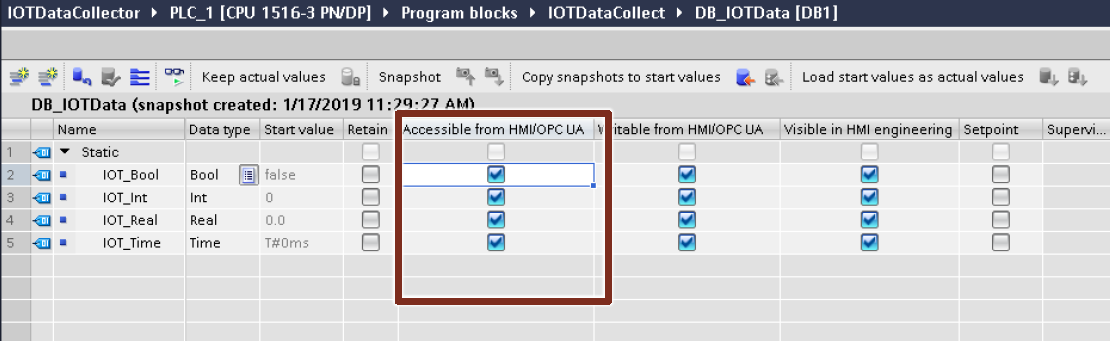 IOTDataCollector ▸ PLC_1 [CPU 1516-3 PN/DP] ▸ Program blocks ▸ IOTDataCollect ▸ DB_IOTData [DB1]
Keep actual values Snapshot Copy snapshots to start values Load start values as actual values
DB_IOTData (snapshot created: 1/17/2019 11:29:27 AM)
Name Data type Start value Retain Accessible from HMI/OPC UA from HMI/OPC UA Visible in HMI engineering Setpoint Supervi...
1 Static
2 IOT_Bool Bool false
3 IOT_Int Int 0
4 IOT_Real Real 0.0
5 IOT_Time Time T#0ms